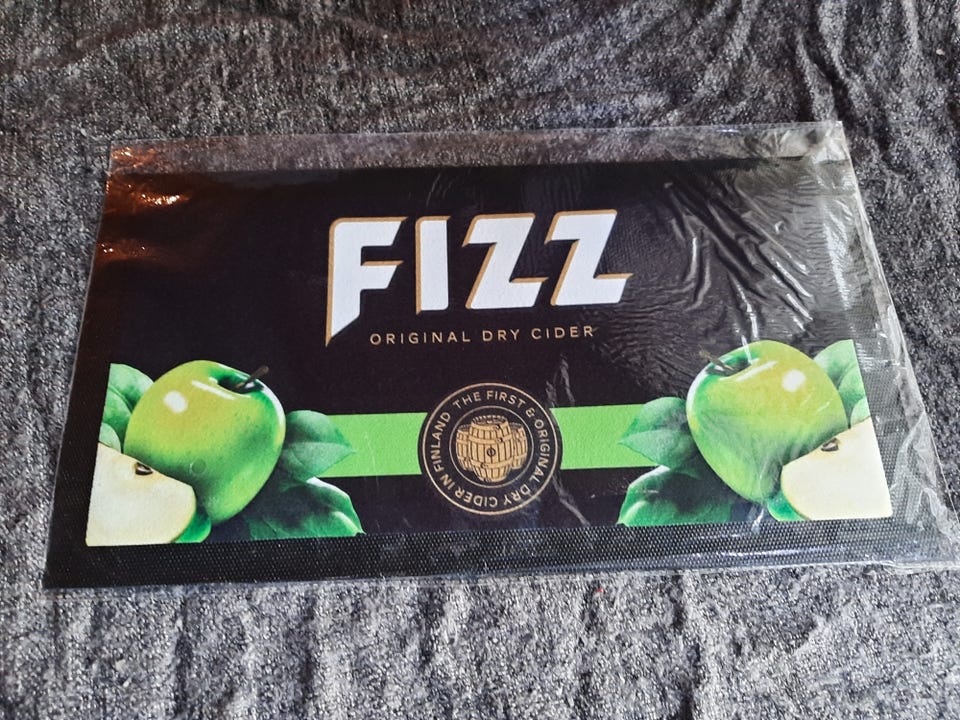 FIZZ
ORIGINAL DRY CIDER
THE FIRST & ORIGINAL DRY CIDER IN FINLAND